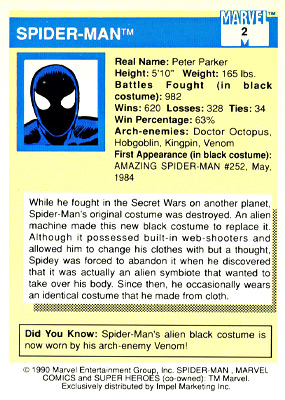 MARVEL
SPIDER-MAN™
2
M
Real Name: Peter Parker
Height: 5'10" Weight: 165 lbs.
Battles Fought (in black
costume): 982
Wins: 620 Losses: 328 Ties: 34
Win Percentage: 63%
Arch-enemies: Doctor Octopus,
Hobgoblin, Kingpin, Venom
First Appearance (in black costume):
AMAZING SPIDER-MAN #252, May,
1984
While he fought in the Secret Wars on another planet,
Spider-Man's original costume was destroyed. An alien
machine made this new black costume to replace it.
Although it possessed built-in web-shooters and
allowed him to change his clothes with but a thought,
Spidey was forced to abandon it when he discovered
that it was actually an alien symbiote that wanted to
take over his body. Since then, he occasionally wears
an identical costume that he made from cloth.
Did You Know: Spider-Man's alien black costume is
now worn by his arch-enemy Venom!
© 1990 Marvel Entertainment Group, Inc. SPIDER-MAN , MARVEL
COMICS and SUPER HEROES (co-owned): TM Marvel.
Exclusively distributed by Impel Marketing Inc.